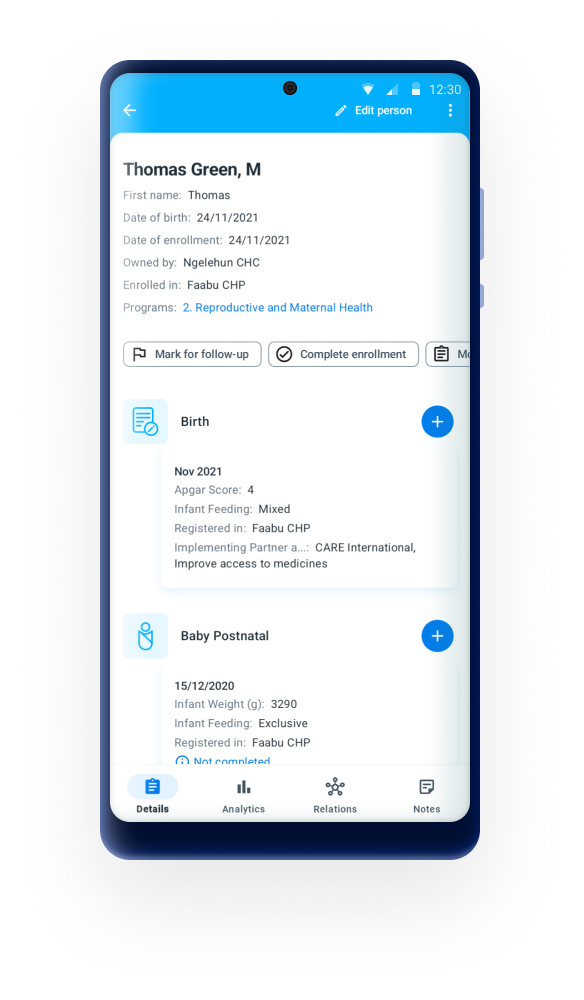 12:30
Edit person
Thomas Green, M
First name: Thomas
Date of birth: 24/11/2021
Date of enrollment: 24/11/2021
Owned by: Ngelehun CHC
Enrolled in: Faabu CHP
Programs: 2. Reproductive and Maternal Health
Mark for follow-up
Complete enrollment
Birth
Nov 2021
Apgar Score: 4
Infant Feeding: Mixed
Registered in: Faabu CHP
Implementing Partner a...: CARE International,
Improve access to medicines
Baby Postnatal
15/12/2020
Infant Weight (g): 3290
Infant Feeding: Exclusive
Registered in: Faabu CHP
Not completed
Details
Analytics
Relations
Notes